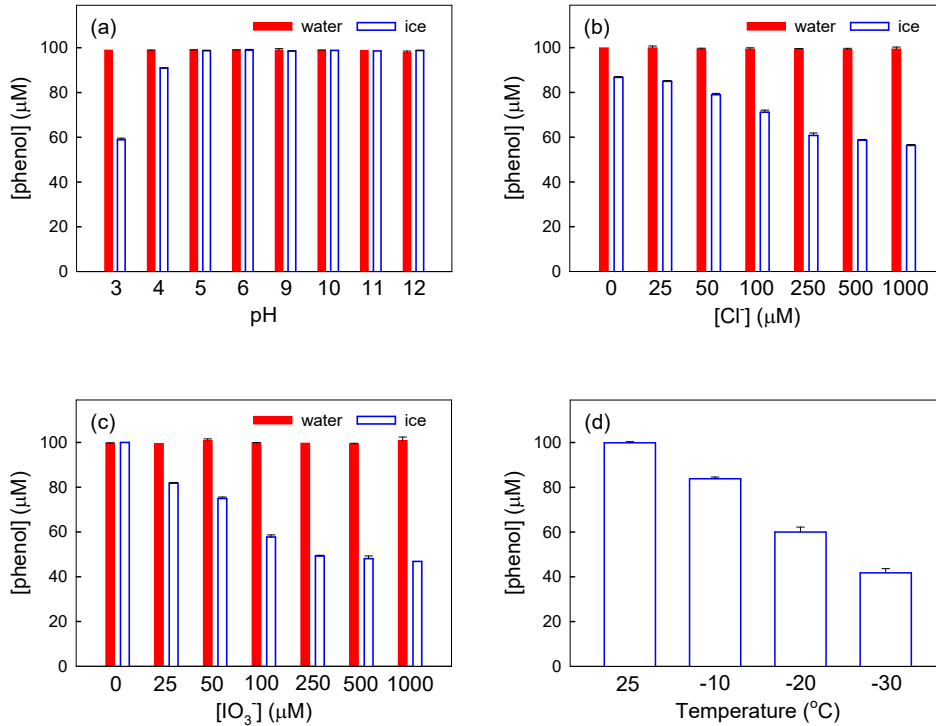 (a) water ice
[phenol] (μM)
100
80
60
40
20
0
3 4 5 6 9 10 11 12
pH
(b) water ice
[phenol] (μM)
100
80
60
40
20
0
0 25 50 100 250 500 1000
[Cl⁻] (μM)
(c) water ice
[phenol] (μM)
100
80
60
40
20
0
0 25 50 100 250 500 1000
[IO₃⁻] (μM)
(d)
[phenol] (μM)
100
80
60
40
20
0
25 -10 -20 -30
Temperature (°C)